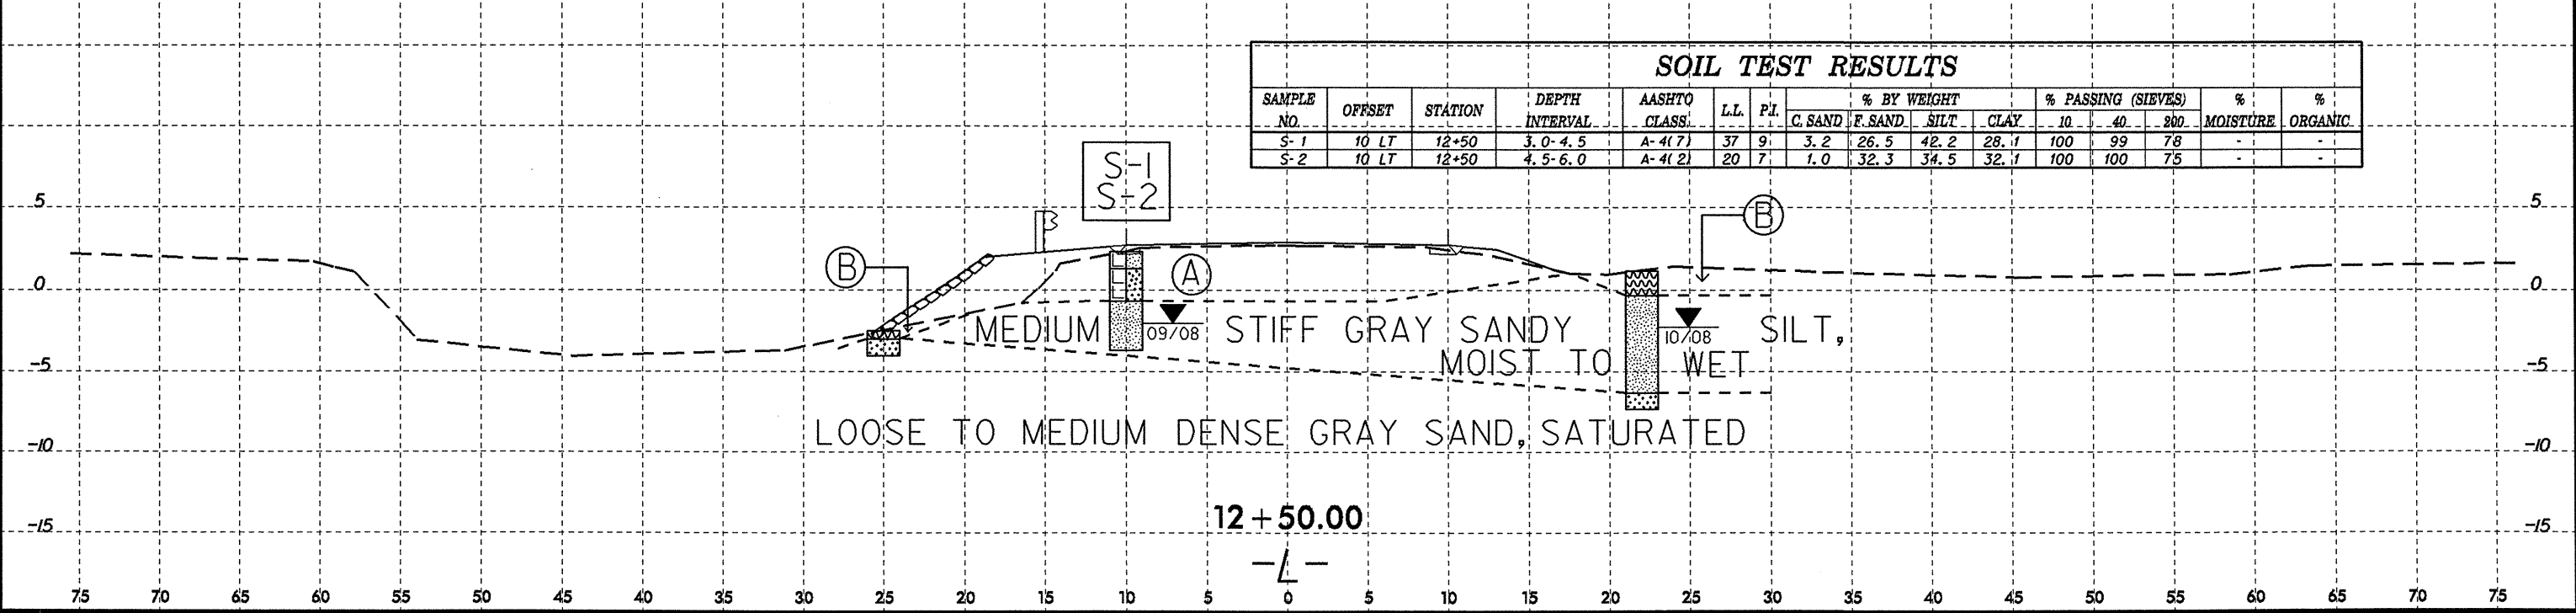 SOIL TEST RESULTS
SAMPLE NO. OFFSET STATION DEPTH INTERVAL AASHTO CLASS. L.L. P.I. % BY WEIGHT % PASSING (SIEVES) % MOISTURE % ORGANIC
C. SAND F. SAND SILT CLAY 10 40 200
S-1 10 LT 12+50 3.0-4.5 A-4(7) 37 9 3.2 26.5 42.2 28.1 100 99 78 - -
S-2 10 LT 12+50 4.5-6.0 A-4(2) 20 7 1.0 32.3 34.5 32.1 100 100 75 - -
S-1
S-2
5 5
B
B
A
0 0
MEDIUM STIFF GRAY SANDY SILT,
09/08 10/08
MOIST TO WET
-5 -5
LOOSE TO MEDIUM DENSE GRAY SAND, SATURATED
-10 -10
12+50.00
-15 -15
-L-
75 70 65 60 55 50 45 40 35 30 25 20 15 10 5 0 5 10 15 20 25 30 35 40 45 50 55 60 65 70 75